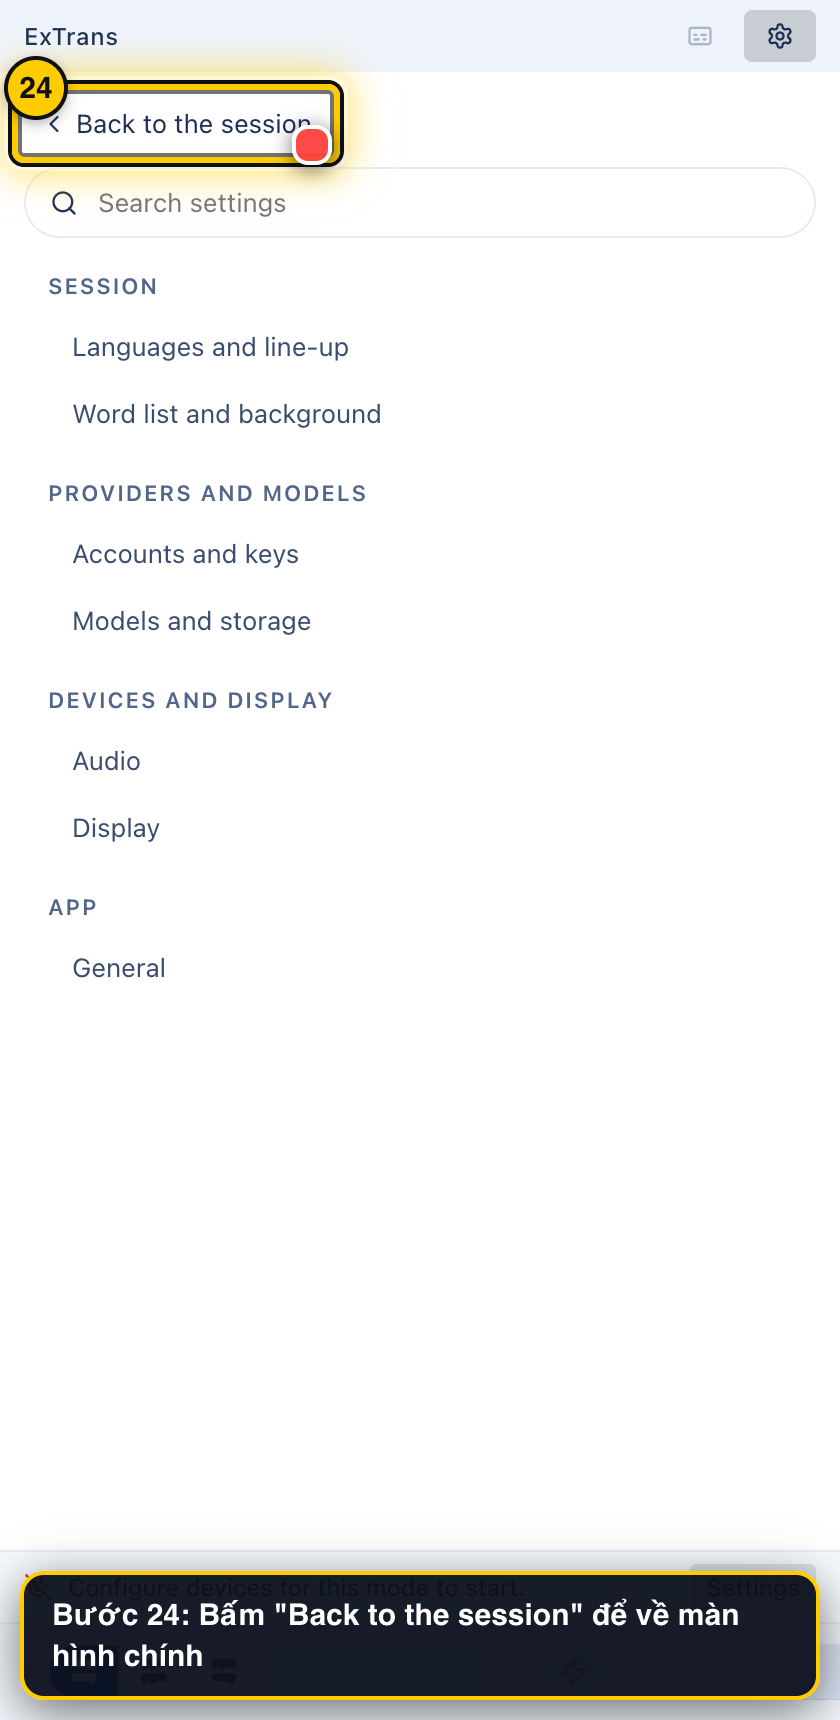 ExTrans
24
Back to the session
Search settings
SESSION
Languages and line-up
Word list and background
PROVIDERS AND MODELS
Accounts and keys
Models and storage
DEVICES AND DISPLAY
Audio
Display
APP
General
Configure devices for this mode to start.
Settings
Bước 24: Bấm "Back to the session" để về màn
hình chính